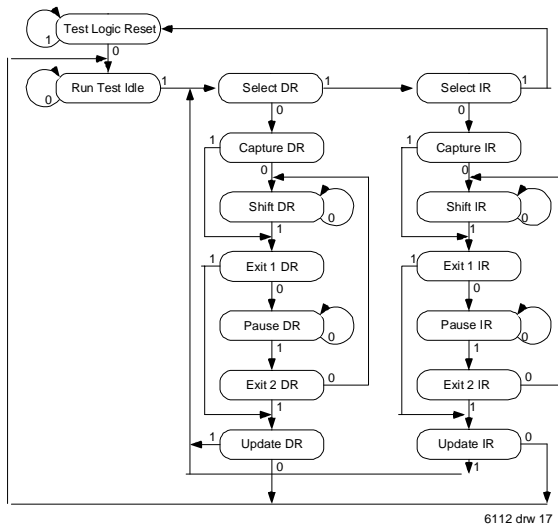 Test Logic Reset
1
0
Run Test Idle
0
1
Select DR
1
Select IR
1
0
0
1
Capture DR
1
Capture IR
0
0
Shift DR
0
Shift IR
0
1
1
1
Exit 1 DR
1
Exit 1 IR
0
0
Pause DR
0
Pause IR
0
1
1
Exit 2 DR
0
Exit 2 IR
0
1
1
1
Update DR
Update IR
0
0
1
6112 drw 17